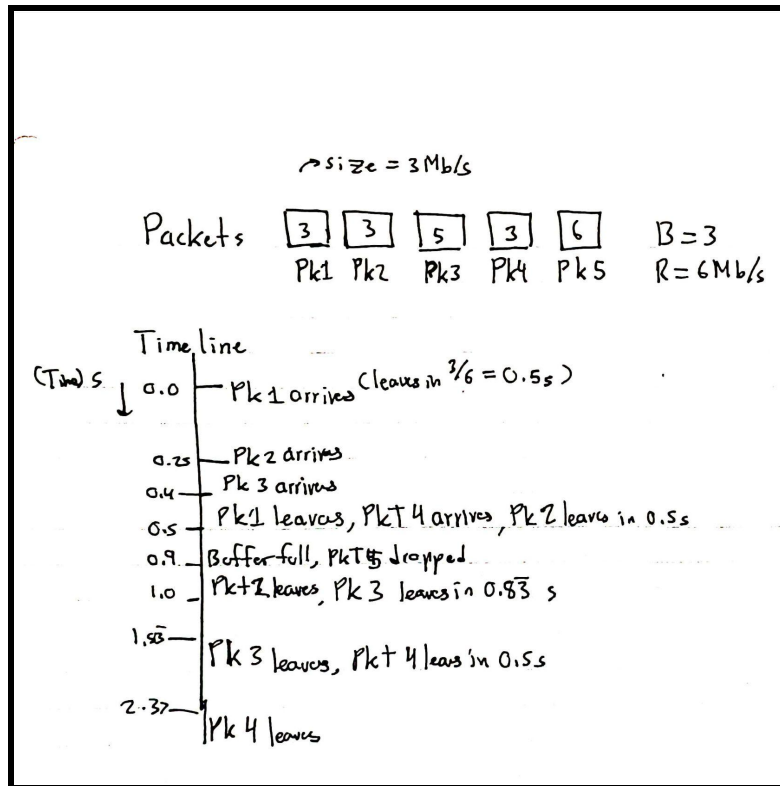 size = 3Mb/s
Packets 3 3 5 3 6 B=3
Pk1 Pk2 Pk3 Pk4 Pk5 R=6Mb/s
Time line
(Time) s 0.0 Pk1 arrives (leaves in 3/6 = 0.5s)
0.25 Pk2 arrives
0.4 Pk 3 arrives
0.5 Pk1 leaves, PkT 4 arrives, Pk2 leaves in 0.5s
0.9 Buffer full, PkT5 dropped
1.0 Pkt2 leaves, Pk 3 leaves in 0.83̅ s
Pk 3 leaves, Pkt 4 leavs in 0.5s
2.37 Pk 4 leaves